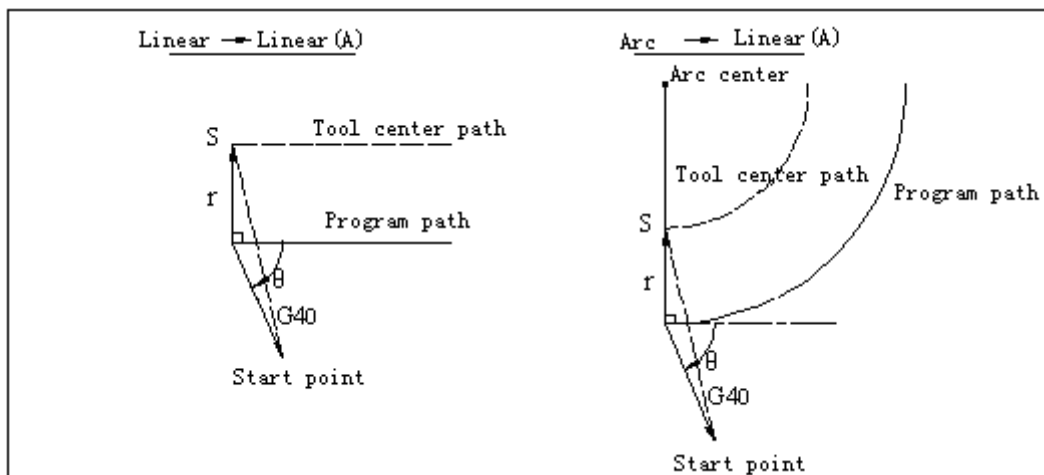 Linear → Linear(A)
Tool center path
S
r
Program path
θ
G40
Start point
Arc → Linear(A)
Arc center
Tool center path
Program path
S
r
θ
G40
Start point